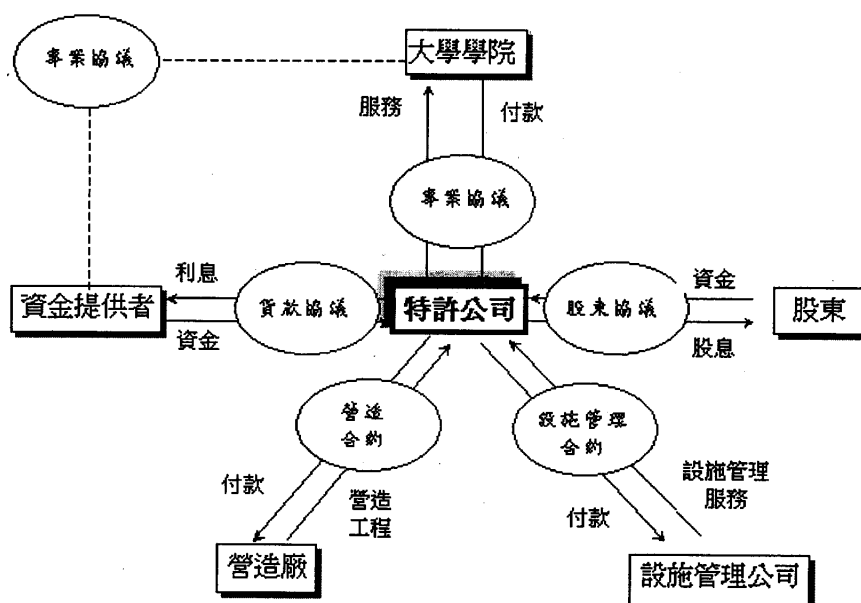 專業協議
大學學院
服務
付款
專業協議
利息
資金提供者
資金
貸款協議
特許公司
股東協議
資金
股東
股息
營造
合約
設施管理
合約
付款
營造
工程
設施管理
服務
付款
營造廠
設施管理公司